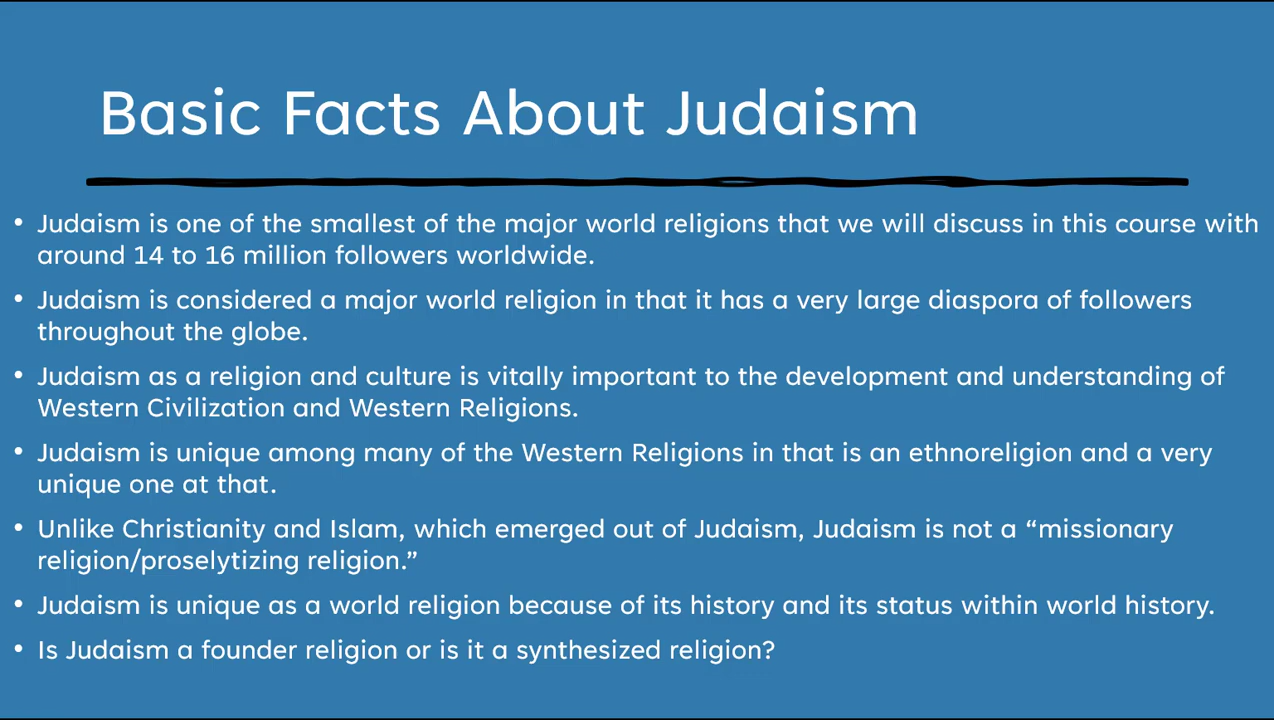 Basic Facts About Judaism
• Judaism is one of the smallest of the major world religions that we will discuss in this course with
around 14 to 16 million followers worldwide.
• Judaism is considered a major world religion in that it has a very large diaspora of followers
throughout the globe.
• Judaism as a religion and culture is vitally important to the development and understanding of
Western Civilization and Western Religions.
• Judaism is unique among many of the Western Religions in that is an ethnoreligion and a very
unique one at that.
• Unlike Christianity and Islam, which emerged out of Judaism, Judaism is not a “missionary
religion/proselytizing religion.”
• Judaism is unique as a world religion because of its history and its status within world history.
• Is Judaism a founder religion or is it a synthesized religion?